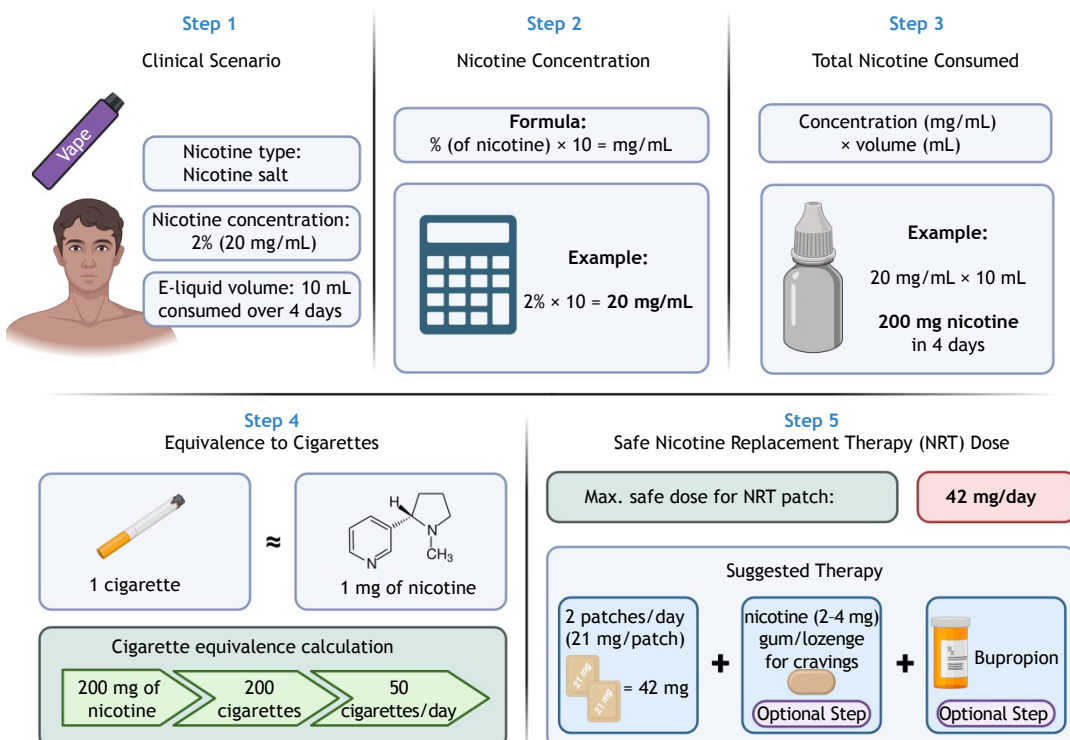 Step 1
Clinical Scenario
Vape
Nicotine type:
Nicotine salt
Nicotine concentration:
2% (20 mg/mL)
E-liquid volume: 10 mL
consumed over 4 days
Step 2
Nicotine Concentration
Formula:
% (of nicotine) × 10 = mg/mL
Example:
2% × 10 = 20 mg/mL
Step 3
Total Nicotine Consumed
Concentration (mg/mL)
× volume (mL)
Example:
20 mg/mL × 10 mL
200 mg nicotine
in 4 days
Step 4
Equivalence to Cigarettes
1 cigarette
≈
H
N
N
CH₃
1 mg of nicotine
Cigarette equivalence calculation
200 mg of
nicotine
200
cigarettes
50
cigarettes/day
Step 5
Safe Nicotine Replacement Therapy (NRT) Dose
Max. safe dose for NRT patch:
42 mg/day
Suggested Therapy
2 patches/day
(21 mg/patch)
21 mg
21 mg
= 42 mg
+
nicotine (2-4 mg)
gum/lozenge
for cravings
Optional Step
+
Rx
Bupropion
Optional Step